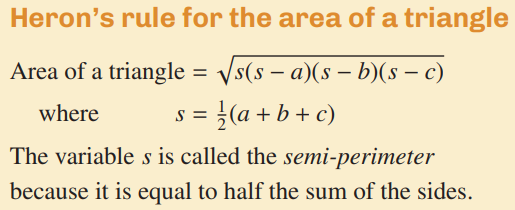 Heron's rule for the area of a triangle
Area of a triangle = √s(s − a)(s − b)(s − c)
where s = ½(a + b + c)
The variable s is called the semi-perimeter
because it is equal to half the sum of the sides.